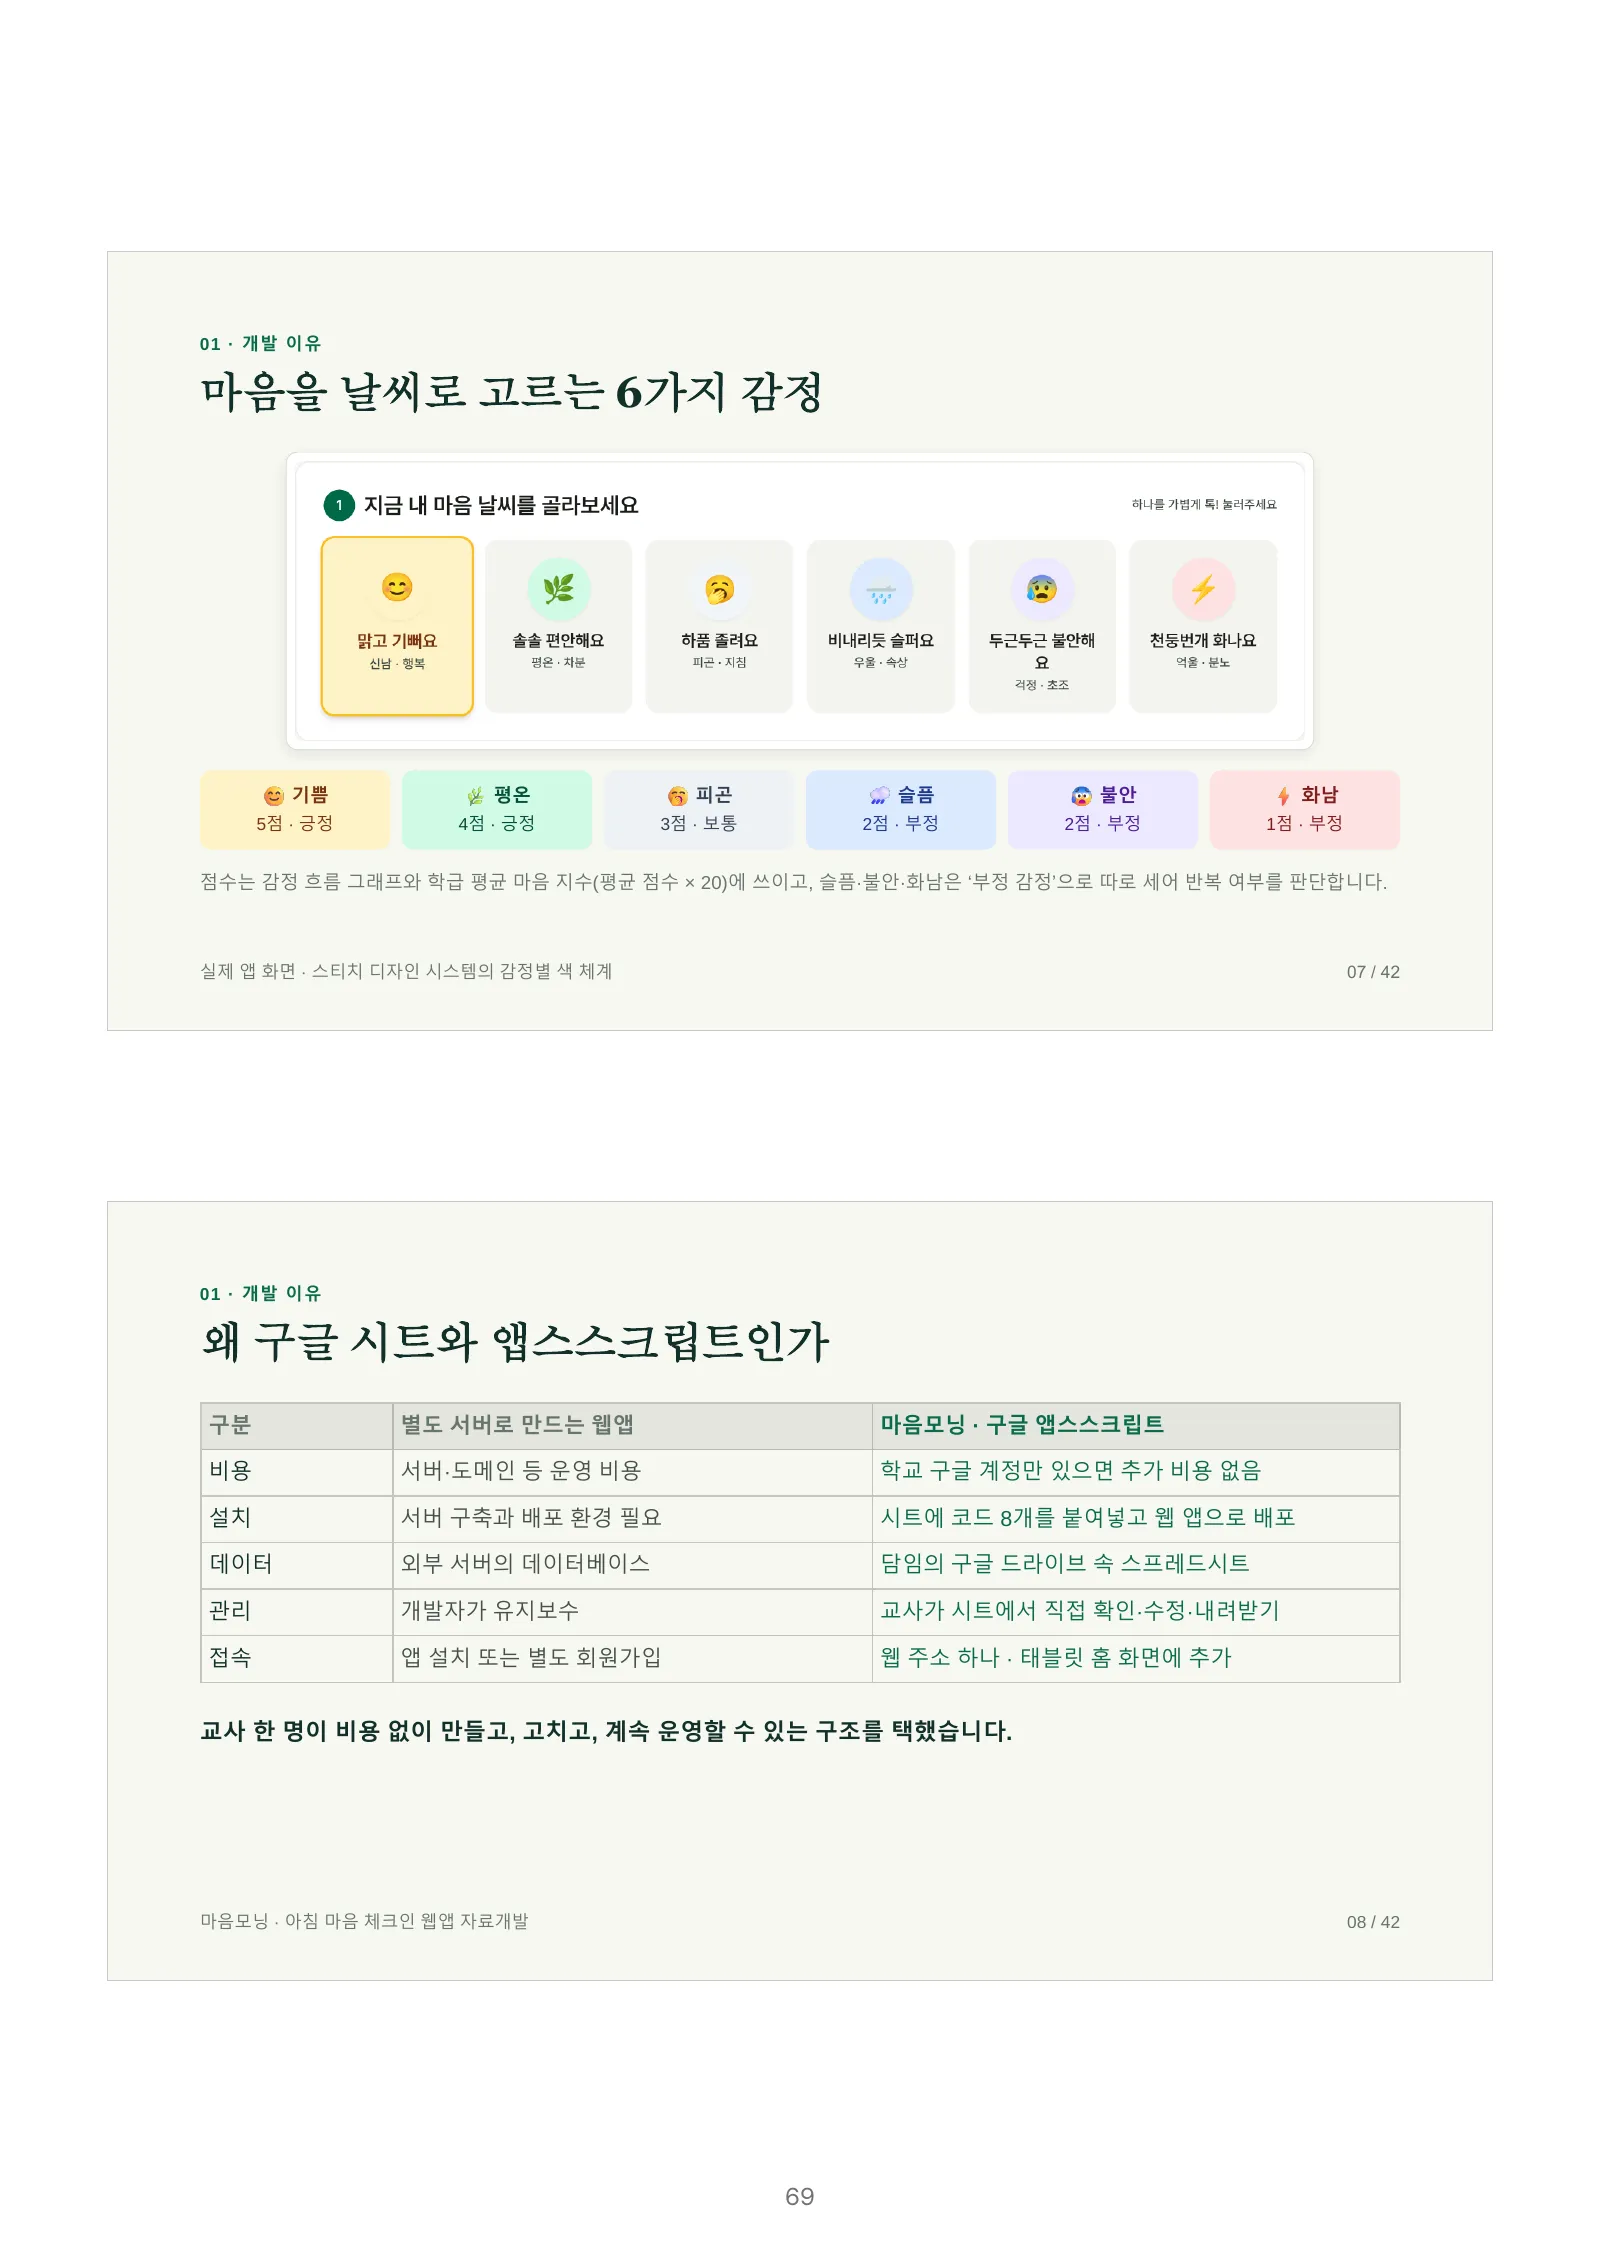 01 · 개발 이유
마음을 날씨로 고르는 6가지 감정
1 지금 내 마음 날씨를 골라보세요
하나를 가볍게 톡! 눌러주세요
맑고 기뻐요
신남 · 행복
솔솔 편안해요
평온 · 차분
하품 졸려요
피곤 · 지침
비내리듯 슬퍼요
우울 · 속상
두근두근 불안해
요
걱정 · 초조
천둥번개 화나요
억울 · 분노
기쁨
5점 · 긍정
평온
4점 · 긍정
피곤
3점 · 보통
슬픔
2점 · 부정
불안
2점 · 부정
화남
1점 · 부정
점수는 감정 흐름 그래프와 학급 평균 마음 지수(평균 점수 × 20)에 쓰이고, 슬픔·불안·화남은 ‘부정 감정’으로 따로 세어 반복 여부를 판단합니다.
실제 앱 화면 · 스티치 디자인 시스템의 감정별 색 체계
07 / 42
01 · 개발 이유
왜 구글 시트와 앱스스크립트인가
구분 별도 서버로 만드는 웹앱 마음모닝 · 구글 앱스스크립트
비용 서버·도메인 등 운영 비용 학교 구글 계정만 있으면 추가 비용 없음
설치 서버 구축과 배포 환경 필요 시트에 코드 8개를 붙여넣고 웹 앱으로 배포
데이터 외부 서버의 데이터베이스 담임의 구글 드라이브 속 스프레드시트
관리 개발자가 유지보수 교사가 시트에서 직접 확인·수정·내려받기
접속 앱 설치 또는 별도 회원가입 웹 주소 하나 · 태블릿 홈 화면에 추가
교사 한 명이 비용 없이 만들고, 고치고, 계속 운영할 수 있는 구조를 택했습니다.
마음모닝 · 아침 마음 체크인 웹앱 자료개발
08 / 42
69